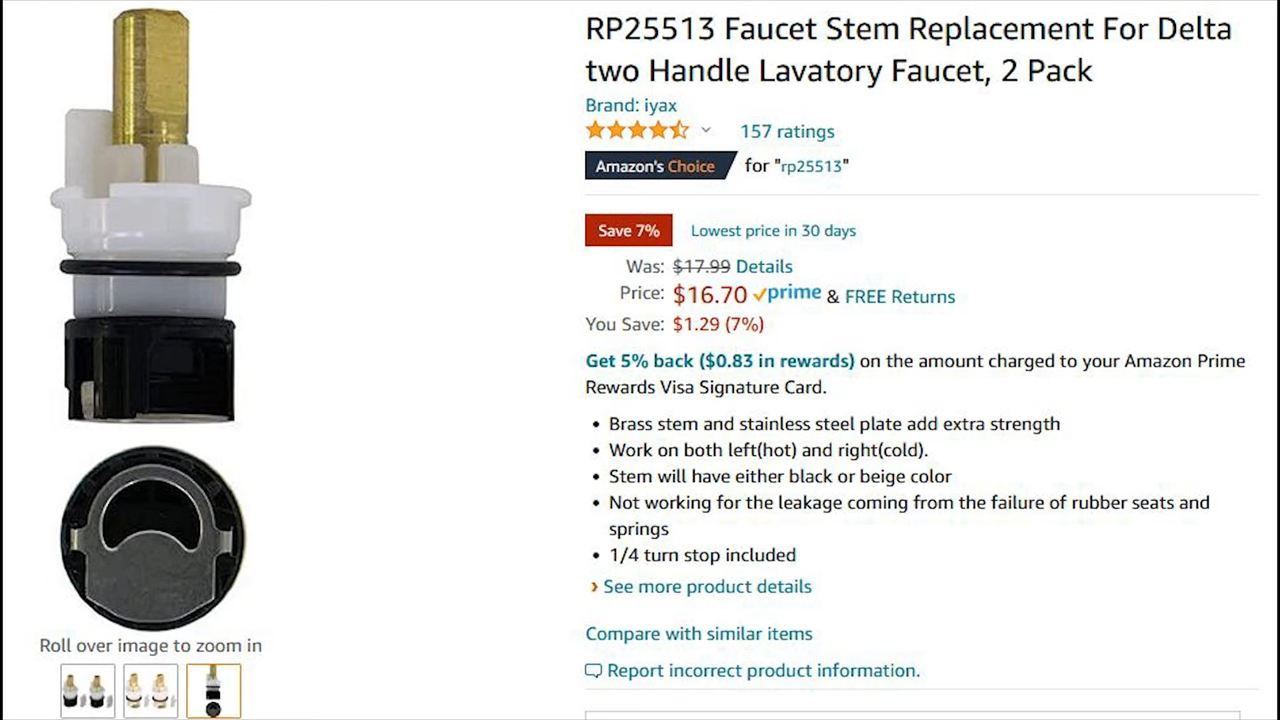 RP25513 Faucet Stem Replacement For Delta
two Handle Lavatory Faucet, 2 Pack
Brand: iyax
157 ratings
Amazon's Choice for "rp25513"
Save 7% Lowest price in 30 days
Was: $17.99 Details
Price: $16.70 prime & FREE Returns
You Save: $1.29 (7%)
Get 5% back ($0.83 in rewards) on the amount charged to your Amazon Prime
Rewards Visa Signature Card.
• Brass stem and stainless steel plate add extra strength
• Work on both left(hot) and right(cold).
• Stem will have either black or beige color
• Not working for the leakage coming from the failure of rubber seats and
springs
• 1/4 turn stop included
› See more product details
Compare with similar items
Report incorrect product information.
Roll over image to zoom in